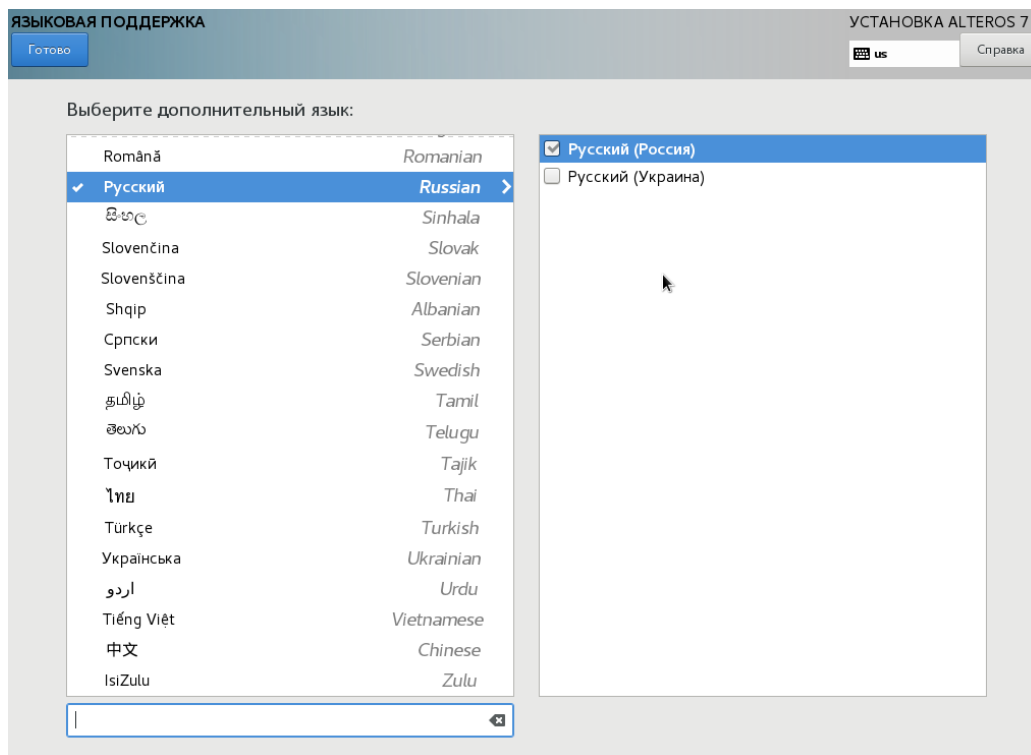 ЯЗЫКОВАЯ ПОДДЕРЖКА
УСТАНОВКА ALTEROS 7
Готово
us
Справка
Выберите дополнительный язык:
Română Romanian
Русский Russian
සිංහල Sinhala
Slovenčina Slovak
Slovenščina Slovenian
Shqip Albanian
Српски Serbian
Svenska Swedish
தமிழ் Tamil
తెలుగు Telugu
Тоҷикӣ Tajik
ไทย Thai
Türkçe Turkish
Українська Ukrainian
اردو Urdu
Tiếng Việt Vietnamese
中文 Chinese
IsiZulu Zulu
Русский (Россия)
Русский (Украина)